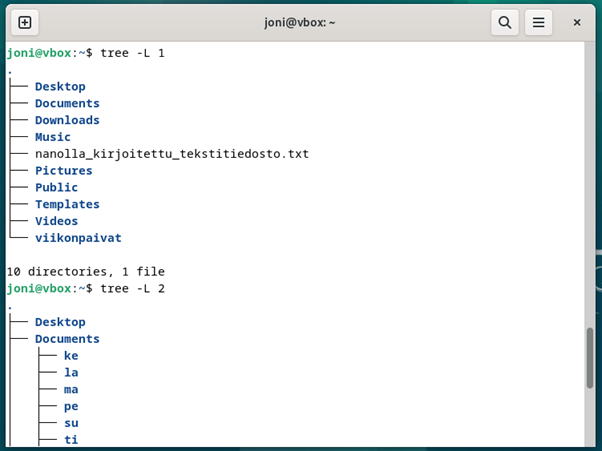 joni@vbox: ~
joni@vbox:~$ tree -L 1
.
├── Desktop
├── Documents
├── Downloads
├── Music
├── nanolla_kirjoitettu_tekstitiedosto.txt
├── Pictures
├── Public
├── Templates
├── Videos
└── viikonpaivat
10 directories, 1 file
joni@vbox:~$ tree -L 2
.
├── Desktop
├── Documents
│   ├── ke
│   ├── la
│   ├── ma
│   ├── pe
│   ├── su
│   ├── ti